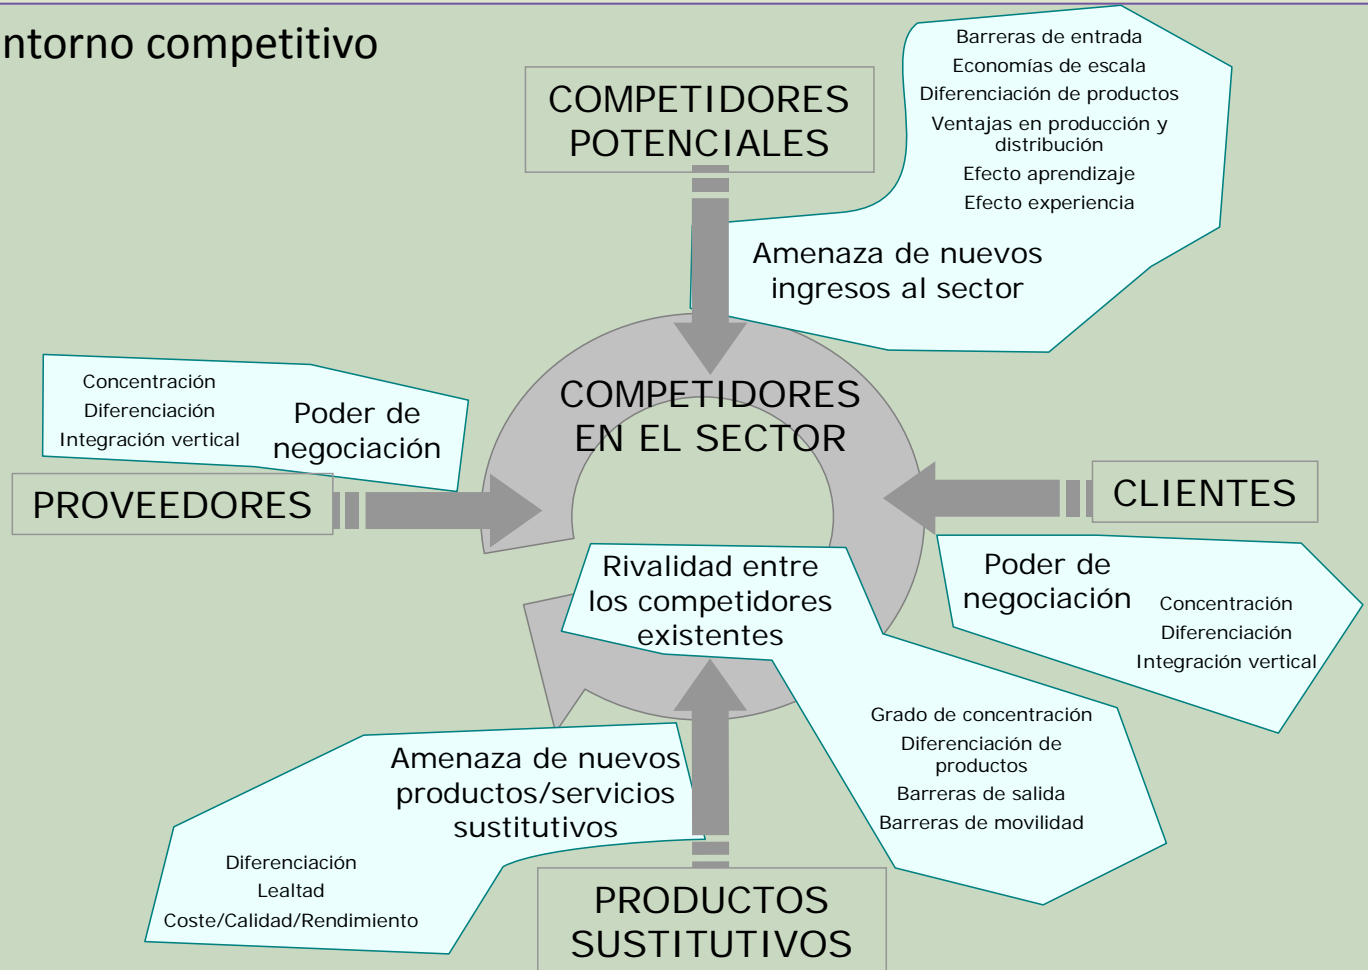 ntorno competitivo
COMPETIDORES
POTENCIALES
Barreras de entrada
Economías de escala
Diferenciación de productos
Ventajas en producción y
distribución
Efecto aprendizaje
Efecto experiencia
Amenaza de nuevos
ingresos al sector
COMPETIDORES
EN EL SECTOR
Concentración
Diferenciación
Integración vertical
Poder de
negociación
PROVEEDORES
CLIENTES
Poder de
negociación
Concentración
Diferenciación
Integración vertical
Rivalidad entre
los competidores
existentes
Grado de concentración
Diferenciación de
productos
Barreras de salida
Barreras de movilidad
Amenaza de nuevos
productos/servicios
sustitutivos
Diferenciación
Lealtad
Coste/Calidad/Rendimiento
PRODUCTOS
SUSTITUTIVOS